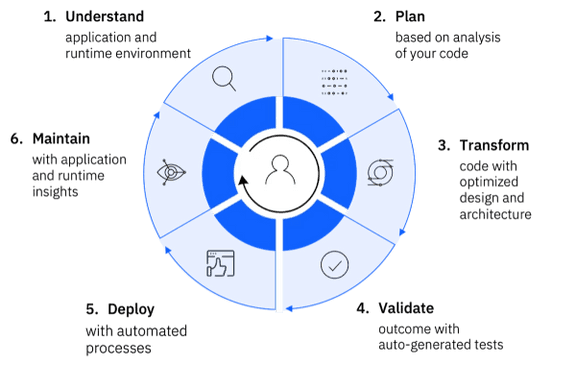 1. Understand
application and
runtime environment
2. Plan
based on analysis
of your code
3. Transform
code with
optimized
design and
architecture
4. Validate
outcome with
auto-generated tests
5. Deploy
with automated
processes
6. Maintain
with application
and runtime
insights